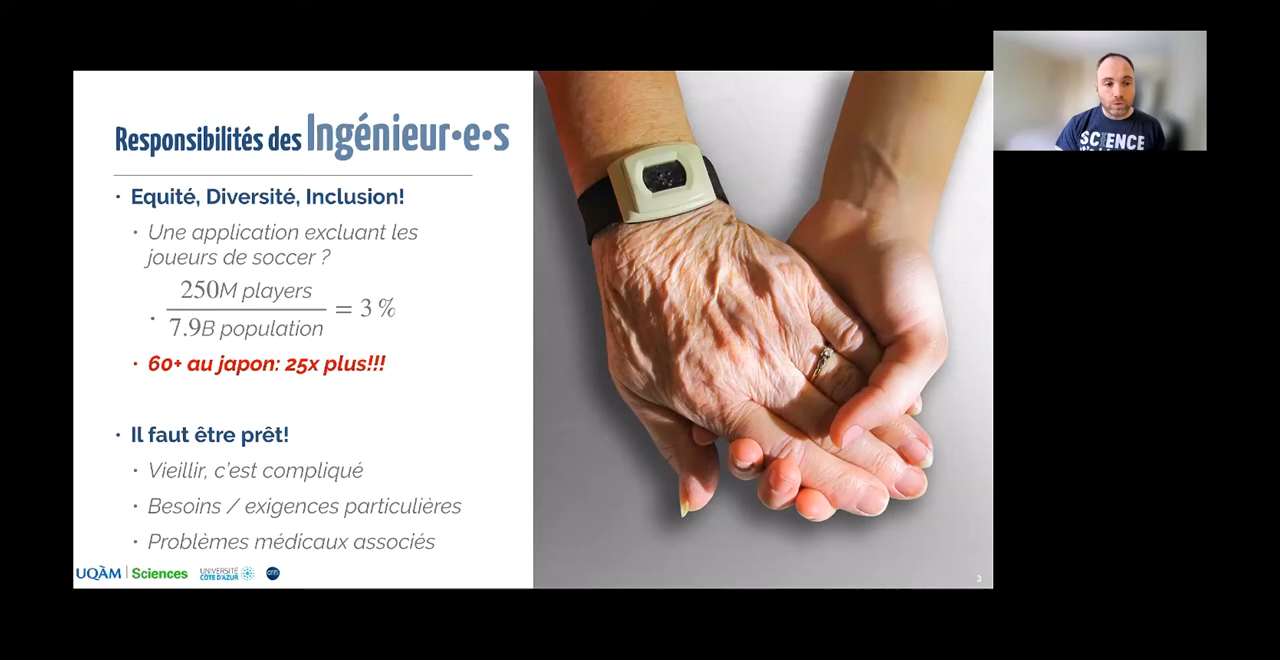 Responsibilités des Ingénieur•e•s
• Equité, Diversité, Inclusion!
• Une application excluant les
joueurs de soccer ?
• 250M players / 7.9B population = 3 %
• 60+ au japon: 25x plus!!!
• Il faut être prêt!
• Vieillir, c'est compliqué
• Besoins / exigences particulières
• Problèmes médicaux associés
UQÀM | Sciences
UNIVERSITÉ
CÔTE D'AZUR
cnrs
3
SCIENCE